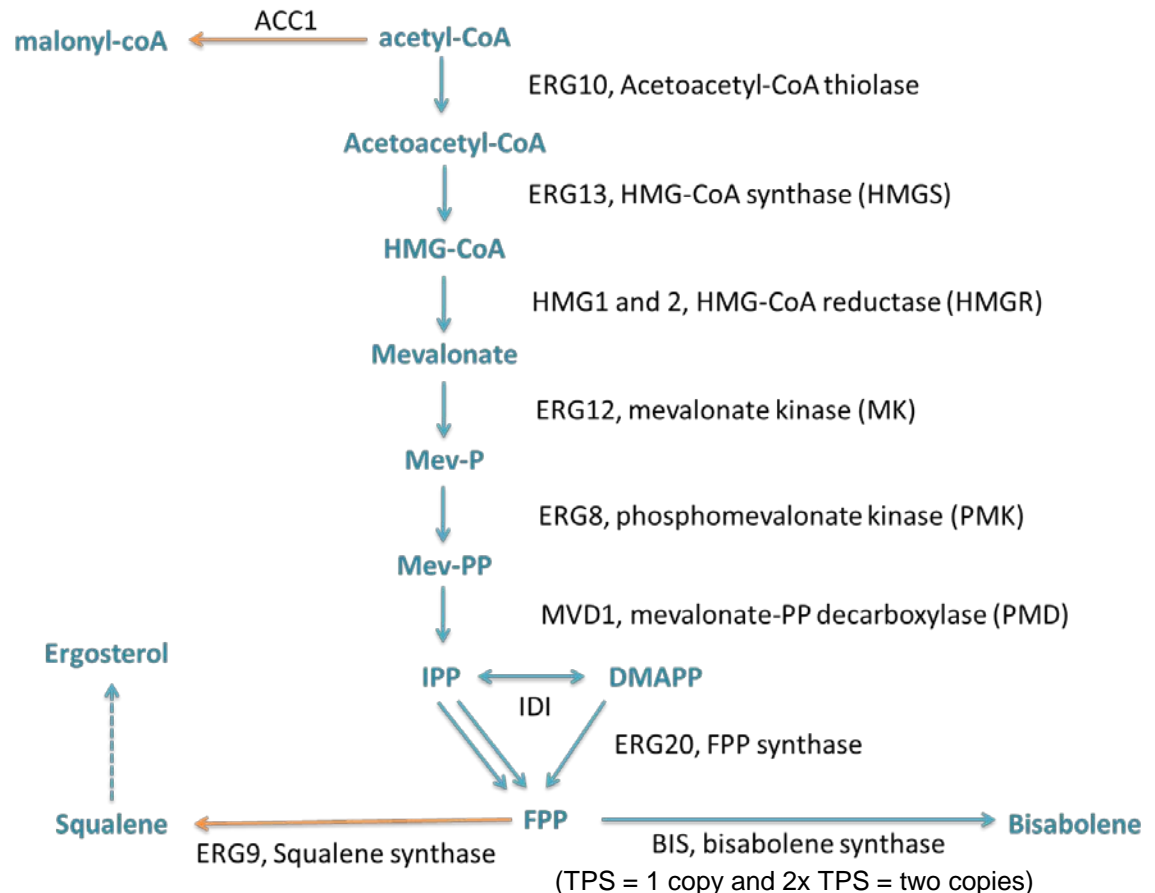 ACC1
malonyl-coA
acetyl-CoA
ERG10, Acetoacetyl-CoA thiolase
Acetoacetyl-CoA
ERG13, HMG-CoA synthase (HMGS)
HMG-CoA
HMG1 and 2, HMG-CoA reductase (HMGR)
Mevalonate
ERG12, mevalonate kinase (MK)
Mev-P
ERG8, phosphomevalonate kinase (PMK)
Mev-PP
MVD1, mevalonate-PP decarboxylase (PMD)
Ergosterol
IPP
DMAPP
IDI
ERG20, FPP synthase
Squalene
FPP
Bisabolene
ERG9, Squalene synthase
BIS, bisabolene synthase
(TPS = 1 copy and 2x TPS = two copies)